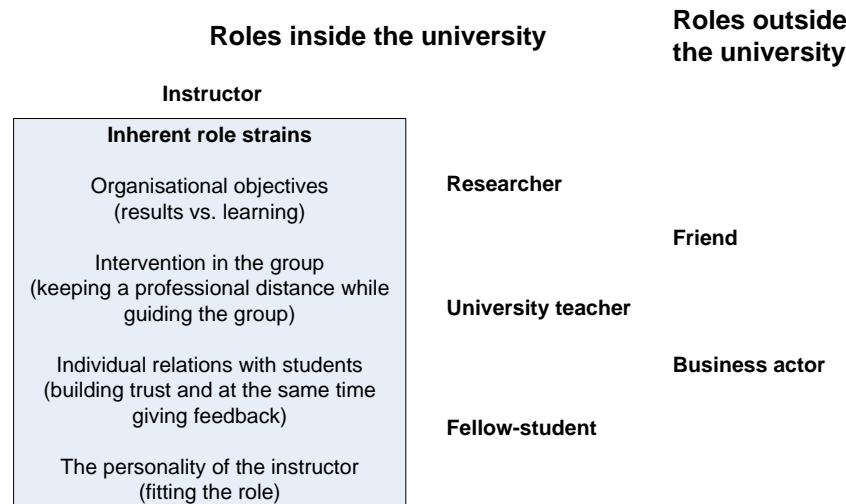 Roles inside the university
Roles outside
the university
Instructor
Inherent role strains
Organisational objectives
(results vs. learning)
Intervention in the group
(keeping a professional distance while
guiding the group)
Individual relations with students
(building trust and at the same time
giving feedback)
The personality of the instructor
(fitting the role)
Researcher
University teacher
Fellow-student
Friend
Business actor